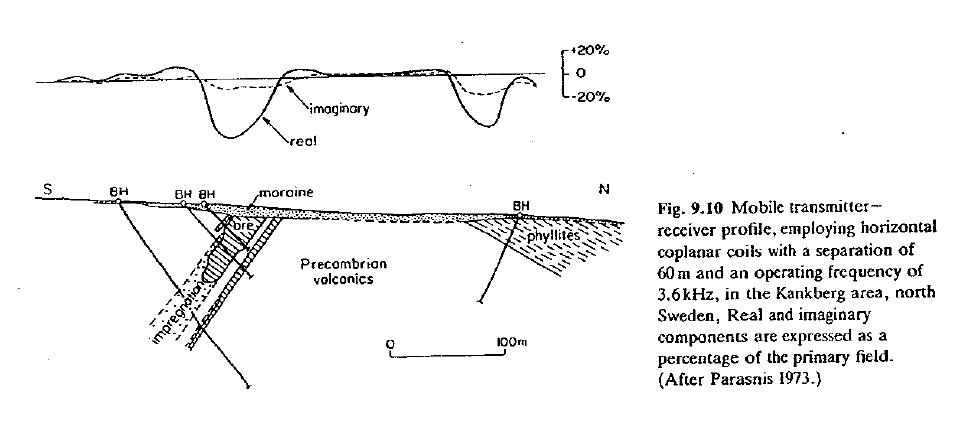 +20%
0
-20%
imaginary
real
S
BH
BH BH
moraine
N
BH
ore
phyllites
Precambrian
volcanics
impregnation
0
100m
Fig. 9.10 Mobile transmitter—
receiver profile, employing horizontal
coplanar coils with a separation of
60 m and an operating frequency of
3.6kHz, in the Kankberg area, north
Sweden, Real and imaginary
components are expressed as a
percentage of the primary field.
(After Parasnis 1973.)